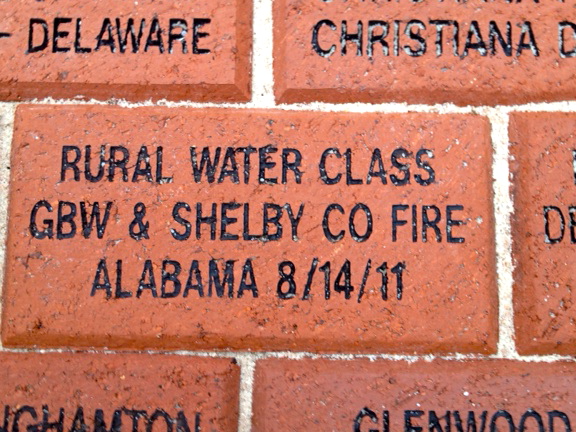 - DELAWARE
CHRISTIANA
RURAL WATER CLASS
GBW & SHELBY CO FIRE
ALABAMA 8/14/11
GLENWOOD